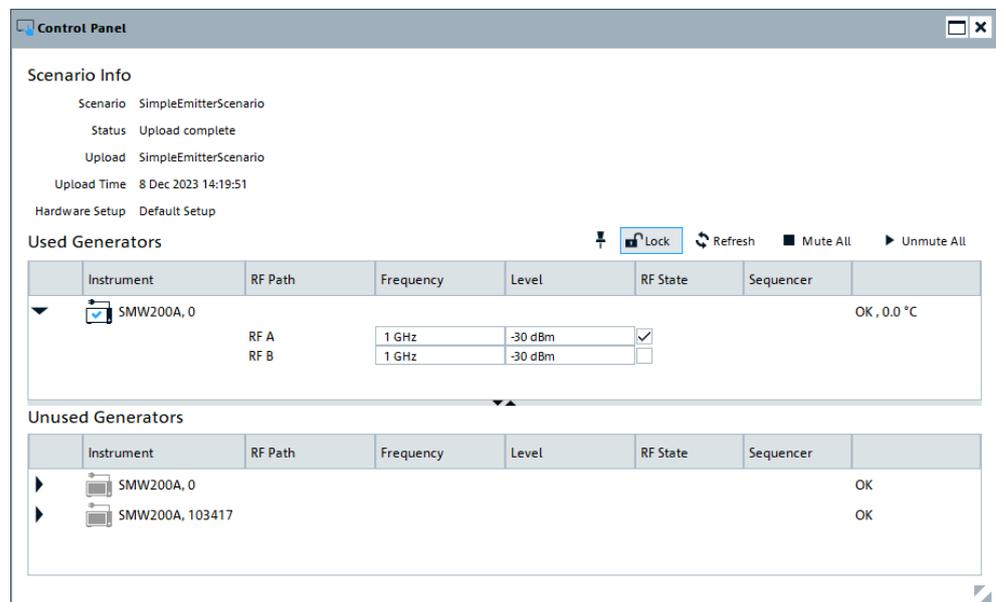 Control Panel
Scenario Info
Scenario SimpleEmitterScenario
Status Upload complete
Upload SimpleEmitterScenario
Upload Time 8 Dec 2023 14:19:51
Hardware Setup Default Setup
Used Generators Lock Refresh Mute All Unmute All
Instrument RF Path Frequency Level RF State Sequencer
SMW200A, 0 OK , 0.0 °C
RF A 1 GHz -30 dBm
RF B 1 GHz -30 dBm
Unused Generators
Instrument RF Path Frequency Level RF State Sequencer
SMW200A, 0 OK
SMW200A, 103417 OK